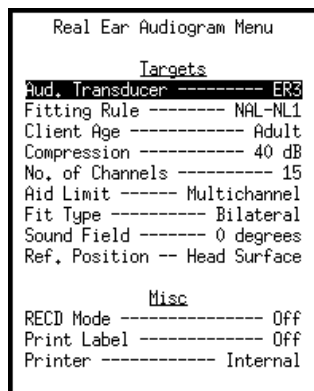 Real Ear Audiogram Menu
Targets
Aud. Transducer --------- ER3
Fitting Rule -------- NAL-NL1
Client Age ------------ Adult
Compression ----------- 40 dB
No. of Channels ---------- 15
Aid Limit ------ Multichannel
Fit Type ---------- Bilateral
Sound Field ------- 0 degrees
Ref. Position -- Head Surface
Misc
RECD Mode --------------- Off
Print Label ------------- Off
Printer ------------ Internal